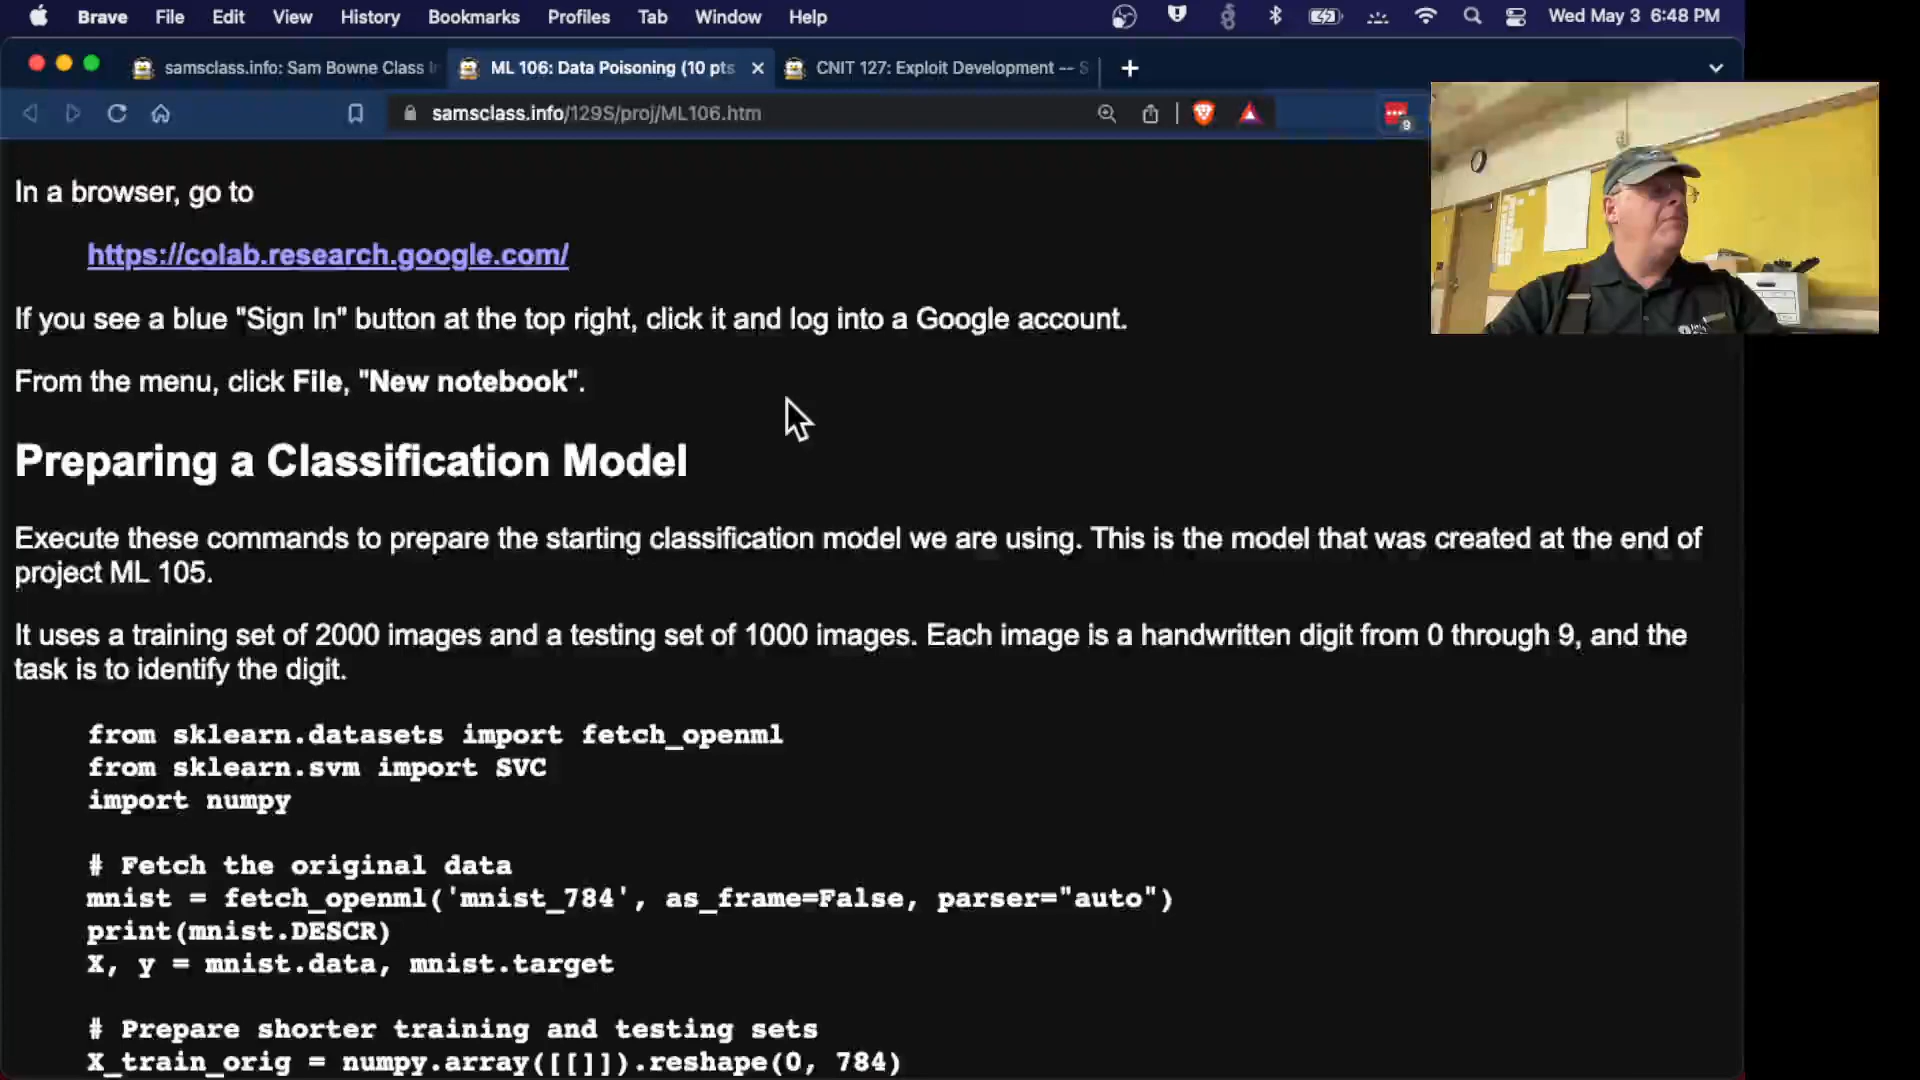 Brave File Edit View History Bookmarks Profiles Tab Window Help Wed May 3 6:48 PM
samsclass.info: Sam Bowne Class ML 106: Data Poisoning (10 pts CNIT 127: Exploit Development -- S
samsclass.info/129S/proj/ML106.htm
9
In a browser, go to
https://colab.research.google.com/
If you see a blue "Sign In" button at the top right, click it and log into a Google account.
From the menu, click File, "New notebook".
Preparing a Classification Model
Execute these commands to prepare the starting classification model we are using. This is the model that was created at the end of
project ML 105.
It uses a training set of 2000 images and a testing set of 1000 images. Each image is a handwritten digit from 0 through 9, and the
task is to identify the digit.
from sklearn.datasets import fetch_openml
from sklearn.svm import SVC
import numpy
# Fetch the original data
mnist = fetch_openml('mnist_784', as_frame=False, parser="auto")
print(mnist.DESCR)
X, y = mnist.data, mnist.target
# Prepare shorter training and testing sets
X_train_orig = numpy.array([[]]).reshape(0, 784)